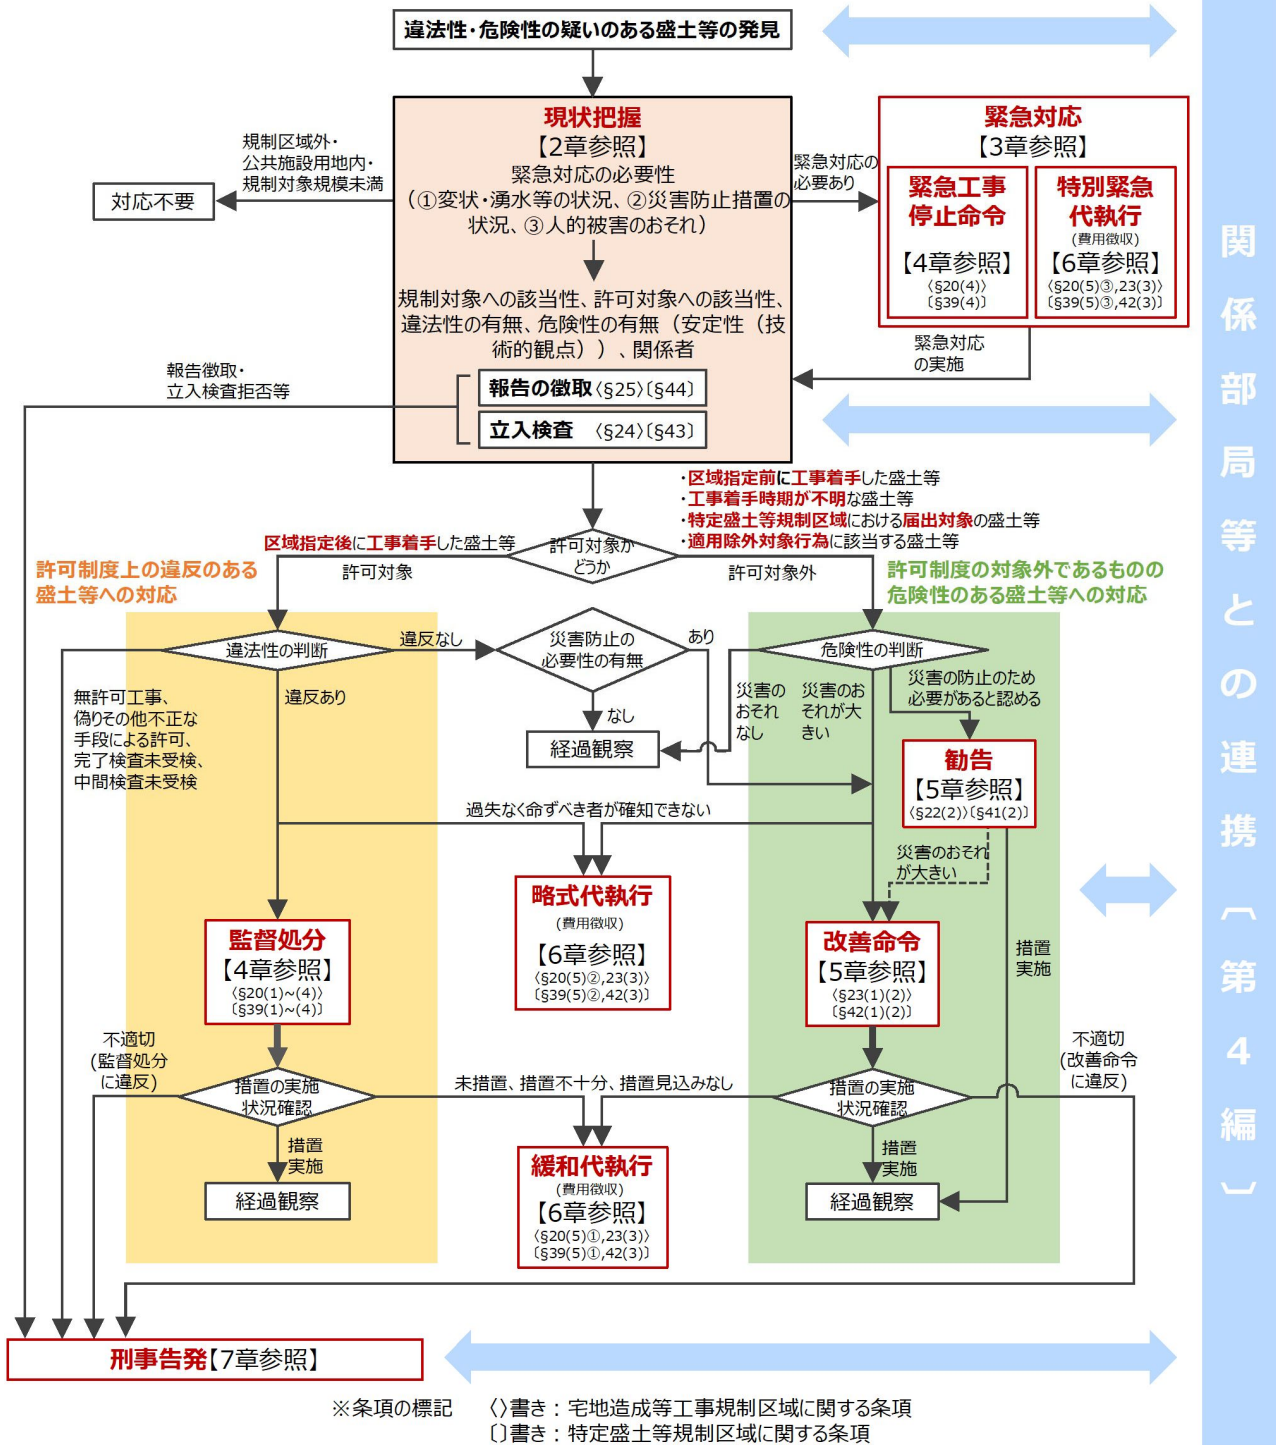 違法性・危険性の疑いのある盛土等の発見
現状把握
【2章参照】
緊急対応の必要性
（①変状・湧水等の状況、②災害防止措置の
状況、③人的被害のおそれ）
規制対象への該当性、許可対象への該当性、
違法性の有無、危険性の有無（安定性（技
術的観点））、関係者
報告の徴取〈§25〉〔§44〕
立入検査 〈§24〉〔§43〕
規制区域外・
公共施設用地内・
規制対象規模未満
対応不要
緊急対応の
必要あり
緊急対応
【3章参照】
緊急工事
停止命令
【4章参照】
〈§20(4)〉
〔§39(4)〕
特別緊急
代執行
(費用徴収)
【6章参照】
〈§20(5)③,23(3)〉
〔§39(5)③,42(3)〕
緊急対応
の実施
報告徴取・
立入検査拒否等
・区域指定前に工事着手した盛土等
・工事着手時期が不明な盛土等
・特定盛土等規制区域における届出対象の盛土等
・適用除外対象行為に該当する盛土等
区域指定後に工事着手した盛土等
許可対象か
どうか
許可対象
許可対象外
許可制度上の違反のある
盛土等への対応
許可制度の対象外であるものの
危険性のある盛土等への対応
違法性の判断
違反なし
災害防止の
必要性の有無
あり
危険性の判断
無許可工事、
偽りその他不正な
手段による許可、
完了検査未受検、
中間検査未受検
違反あり
なし
経過観察
災害の
おそれ
なし
災害のお
それが大
きい
災害の防止のため
必要があると認める
勧告
【5章参照】
〈§22(2)〉〔§41(2)〕
過失なく命ずべき者が確知できない
災害のおそれ
が大きい
略式代執行
(費用徴収)
【6章参照】
〈§20(5)②,23(3)〉
〔§39(5)②,42(3)〕
監督処分
【4章参照】
〈§20(1)~(4)〉
〔§39(1)~(4)〕
改善命令
【5章参照】
〈§23(1)(2)〉
〔§42(1)(2)〕
措置
実施
不適切
(監督処分
に違反)
措置の実施
状況確認
未措置、措置不十分、措置見込みなし
措置の実施
状況確認
不適切
(改善命令
に違反)
措置
実施
経過観察
緩和代執行
(費用徴収)
【6章参照】
〈§20(5)①,23(3)〉
〔§39(5)①,42(3)〕
措置
実施
経過観察
刑事告発【7章参照】
関係部局等との連携〔第4編〕
※条項の標記 〈〉書き：宅地造成等工事規制区域に関する条項
〔〕書き：特定盛土等規制区域に関する条項